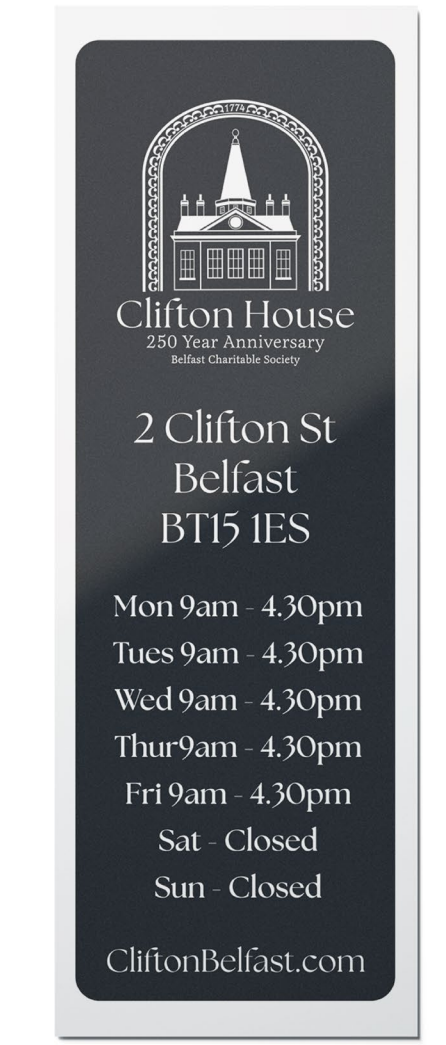 1774
Clifton House
250 Year Anniversary
Belfast Charitable Society
2 Clifton St
Belfast
BT15 1ES
Mon 9am - 4.30pm
Tues 9am - 4.30pm
Wed 9am - 4.30pm
Thur9am - 4.30pm
Fri 9am - 4.30pm
Sat - Closed
Sun - Closed
CliftonBelfast.com